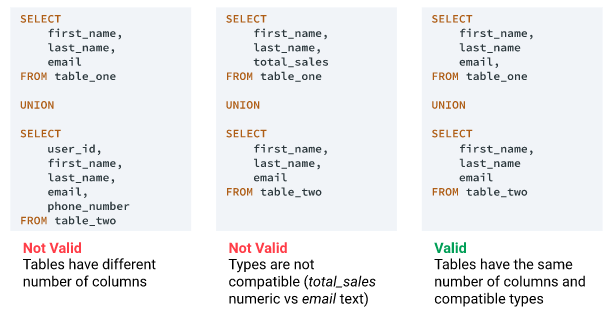 SELECT
first_name,
last_name,
email
FROM table_one
UNION
SELECT
user_id,
first_name,
last_name,
email,
phone_number
FROM table_two
Not Valid
Tables have different
number of columns
SELECT
first_name,
last_name,
total_sales
FROM table_one
UNION
SELECT
first_name,
last_name,
email
FROM table_two
Not Valid
Types are not
compatible (total_sales
numeric vs email text)
SELECT
first_name,
last_name
email,
FROM table_one
UNION
SELECT
first_name,
last_name
email
FROM table_two
Valid
Tables have the same
number of columns and
compatible types